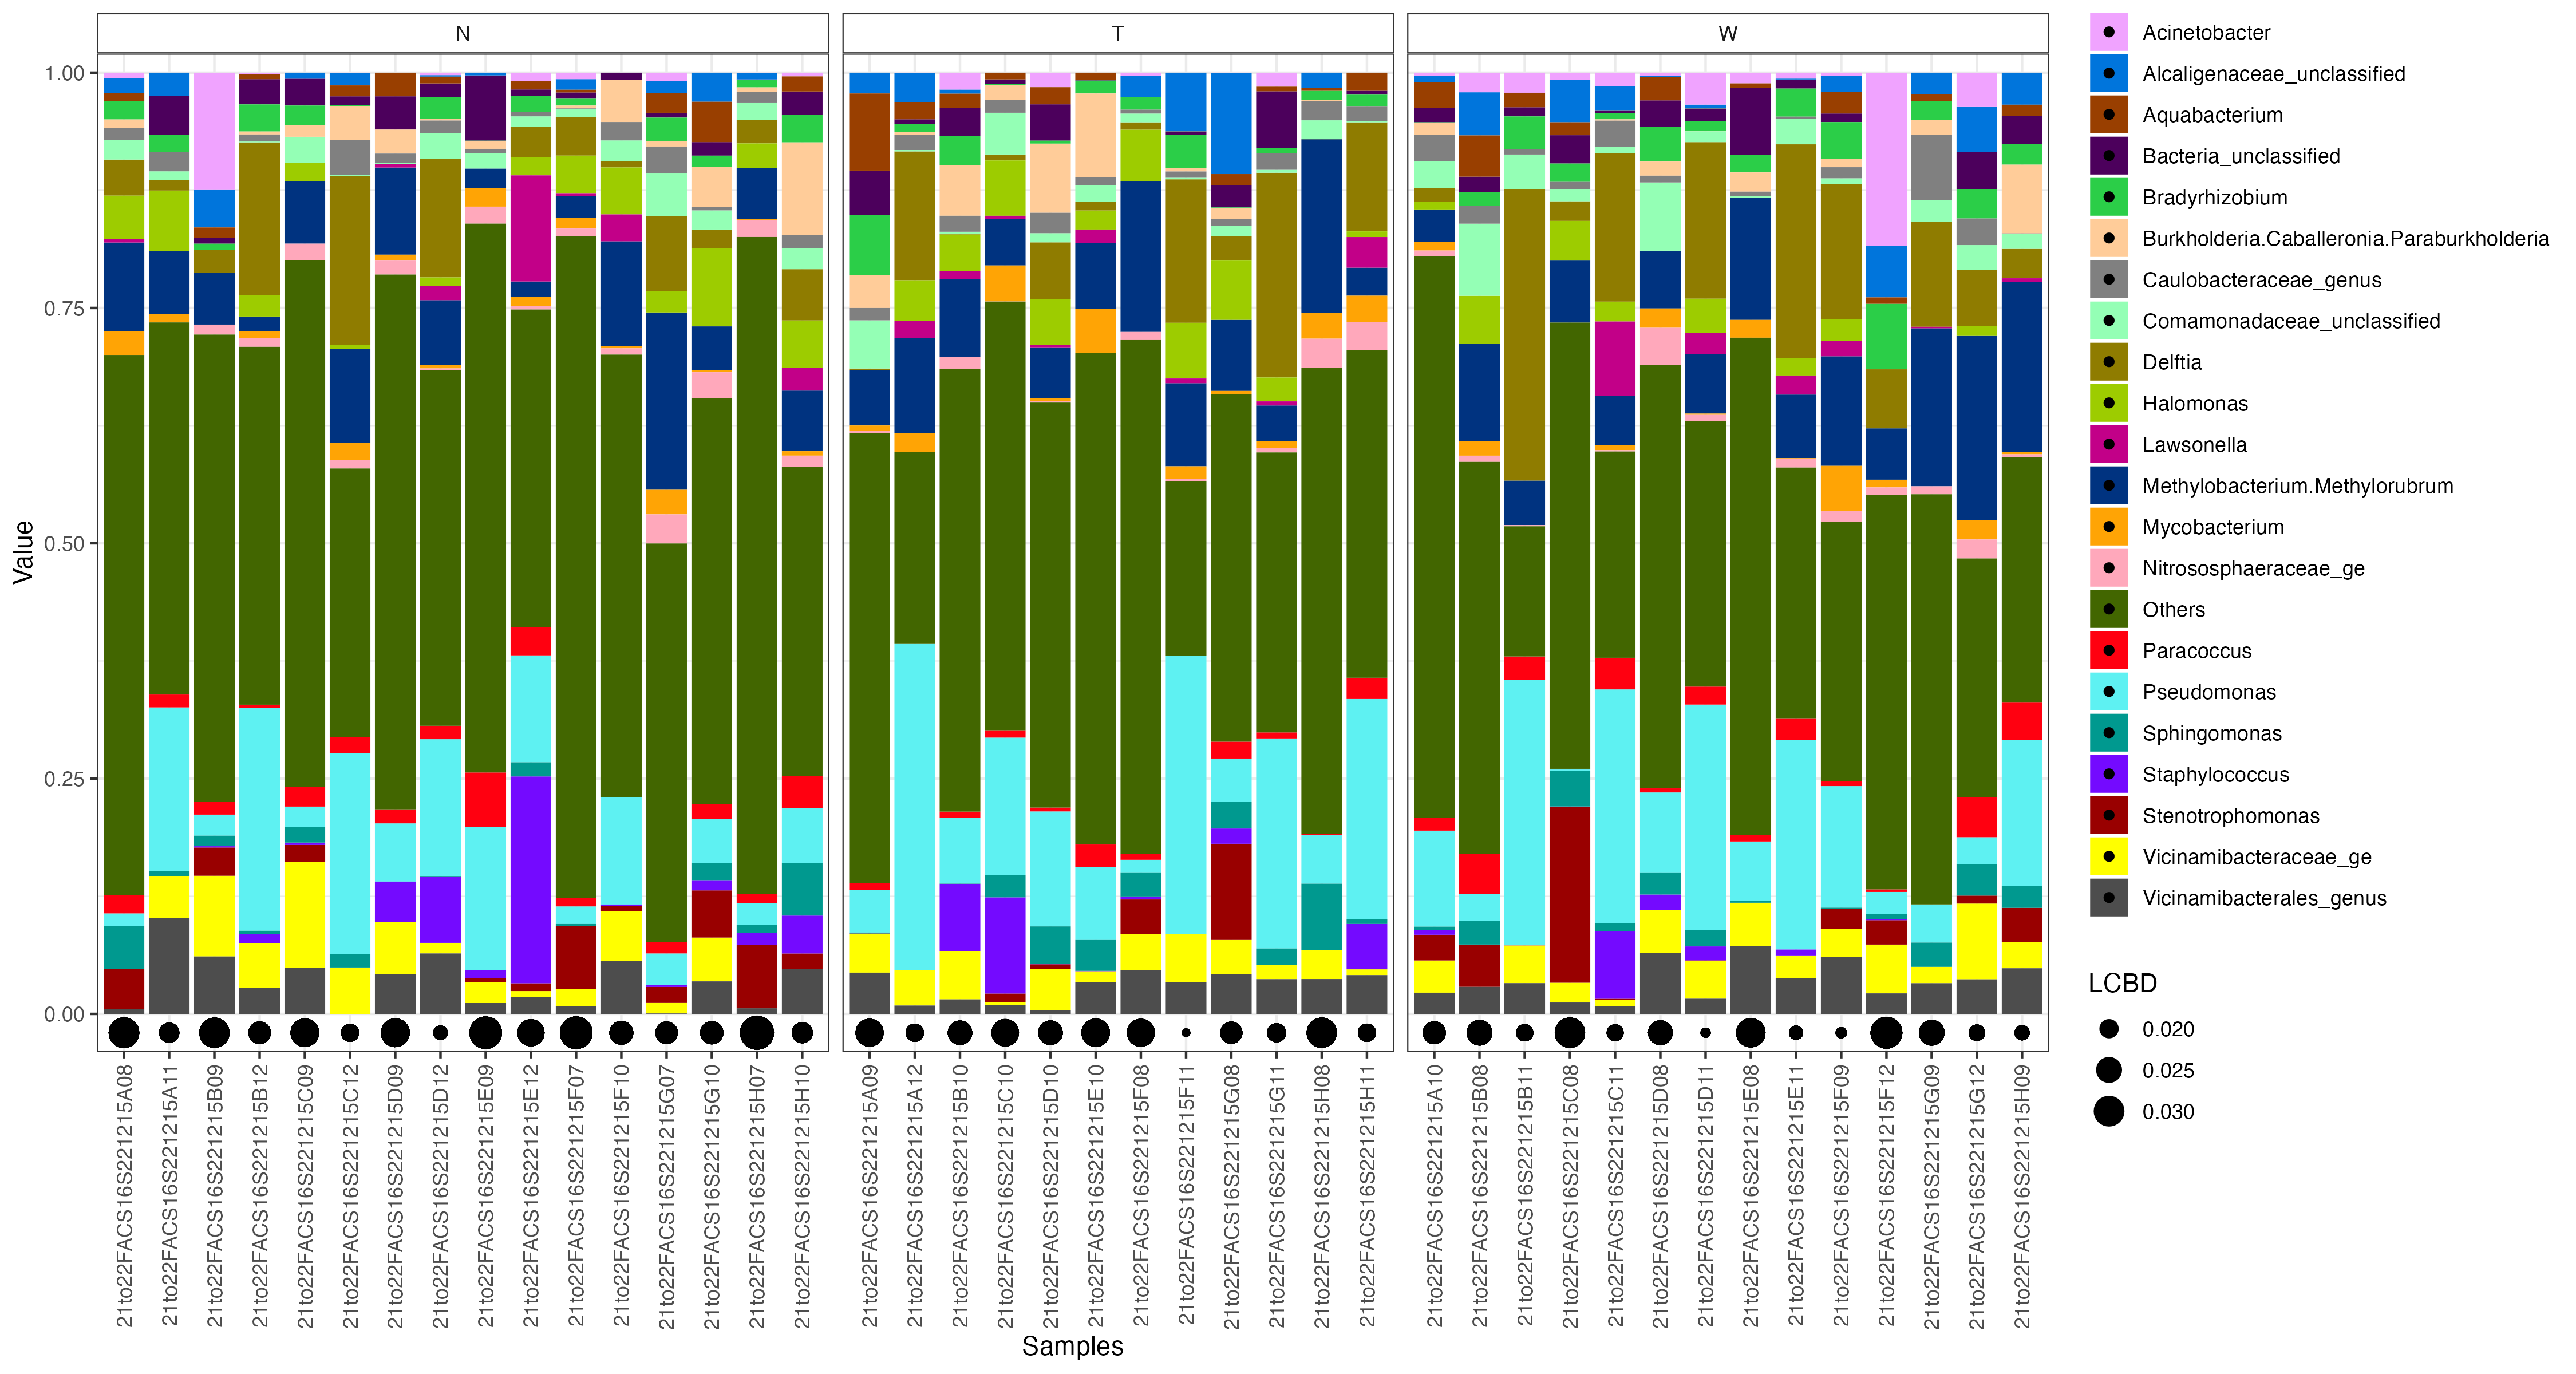 N
T
W
1.00
0.75
0.50
0.25
0.00
Value
21to22FACS16S221215A08
21to22FACS16S221215A11
21to22FACS16S221215B09
21to22FACS16S221215B12
21to22FACS16S221215C09
21to22FACS16S221215C12
21to22FACS16S221215D09
21to22FACS16S221215D12
21to22FACS16S221215E09
21to22FACS16S221215E12
21to22FACS16S221215F07
21to22FACS16S221215F10
21to22FACS16S221215G07
21to22FACS16S221215G10
21to22FACS16S221215H07
21to22FACS16S221215H10
21to22FACS16S221215A09
21to22FACS16S221215A12
21to22FACS16S221215B10
21to22FACS16S221215C10
21to22FACS16S221215D10
21to22FACS16S221215E10
21to22FACS16S221215F08
21to22FACS16S221215F11
21to22FACS16S221215G08
21to22FACS16S221215G11
21to22FACS16S221215H08
21to22FACS16S221215H11
21to22FACS16S221215A10
21to22FACS16S221215B08
21to22FACS16S221215B11
21to22FACS16S221215C08
21to22FACS16S221215C11
21to22FACS16S221215D08
21to22FACS16S221215D11
21to22FACS16S221215E08
21to22FACS16S221215E11
21to22FACS16S221215F09
21to22FACS16S221215F12
21to22FACS16S221215G09
21to22FACS16S221215G12
21to22FACS16S221215H09
Samples
Acinetobacter
Alcaligenaceae_unclassified
Aquabacterium
Bacteria_unclassified
Bradyrhizobium
Burkholderia.Caballeronia.Paraburkholderia
Caulobacteraceae_genus
Comamonadaceae_unclassified
Delftia
Halomonas
Lawsonella
Methylobacterium.Methylorubrum
Mycobacterium
Nitrososphaeraceae_ge
Others
Paracoccus
Pseudomonas
Sphingomonas
Staphylococcus
Stenotrophomonas
Vicinamibacteraceae_ge
Vicinamibacterales_genus
LCBD
0.020
0.025
0.030